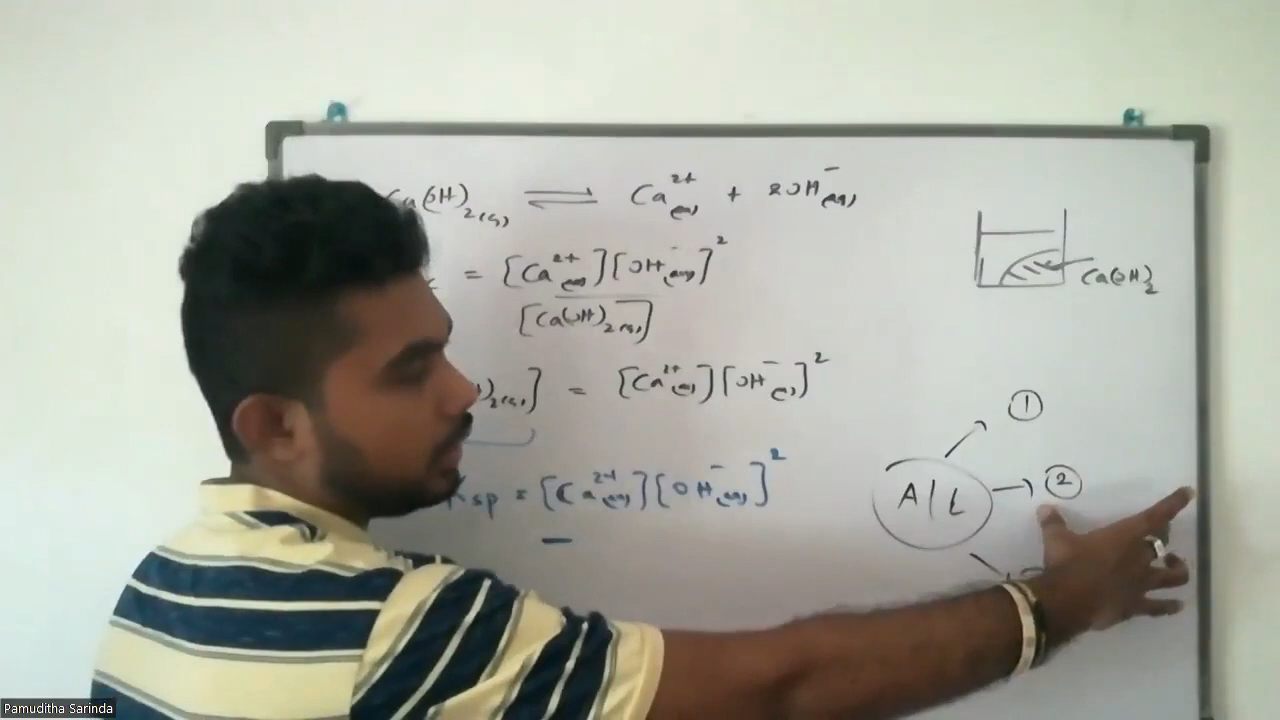 Ca(OH)₂(s) ⇌ Ca²⁺(aq) + 2OH⁻(aq)
= [Ca²⁺(aq)][OH⁻(aq)]²
[Ca(OH)₂(s)]
)₂(s)] = [Ca²⁺(aq)][OH⁻(aq)]²
Ksp = [Ca²⁺(aq)][OH⁻(aq)]²
Ca(OH)₂
①
A/L → ②
Pamuditha Sarinda